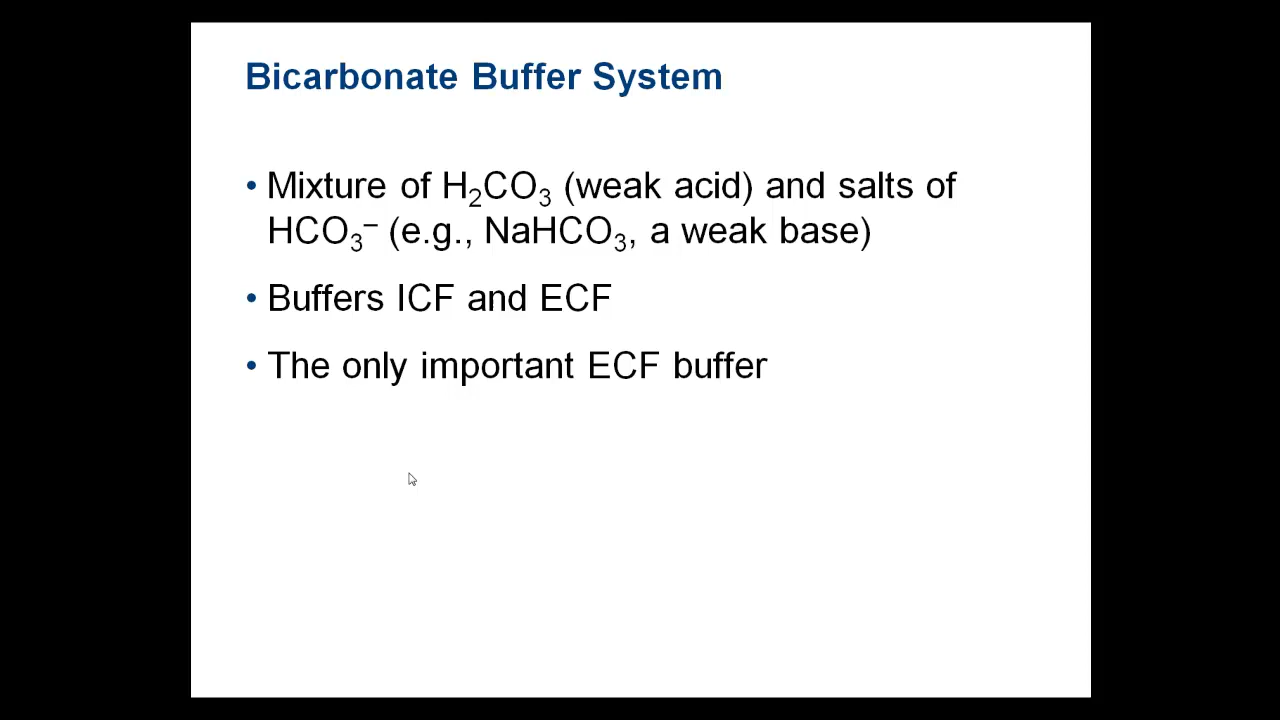 Bicarbonate Buffer System
• Mixture of H₂CO₃ (weak acid) and salts of
HCO₃⁻ (e.g., NaHCO₃, a weak base)
• Buffers ICF and ECF
• The only important ECF buffer